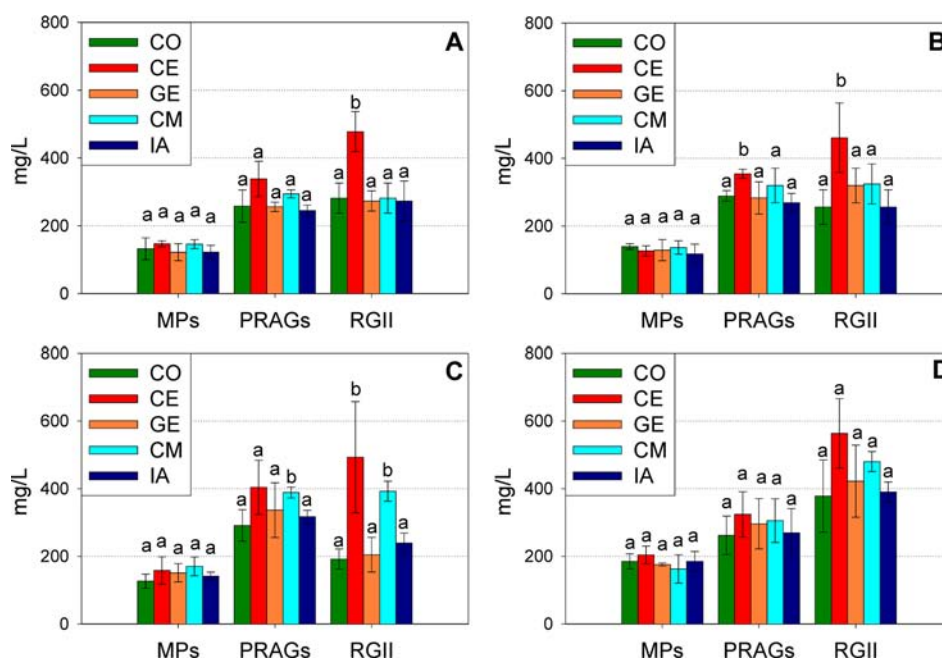 800
600
400
200
0
mg/L
CO
CE
GE
CM
IA
A
a a a a a
a a a a a
a b a a a
MPs PRAGs RGII
800
600
400
200
0
mg/L
CO
CE
GE
CM
IA
B
a a a a a
a b a a a
a b a a a
MPs PRAGs RGII
800
600
400
200
0
mg/L
CO
CE
GE
CM
IA
C
a a a a a
a a a b a
a b a b a
MPs PRAGs RGII
800
600
400
200
0
mg/L
CO
CE
GE
CM
IA
D
a a a a a
a a a a a
a a a a a
MPs PRAGs RGII